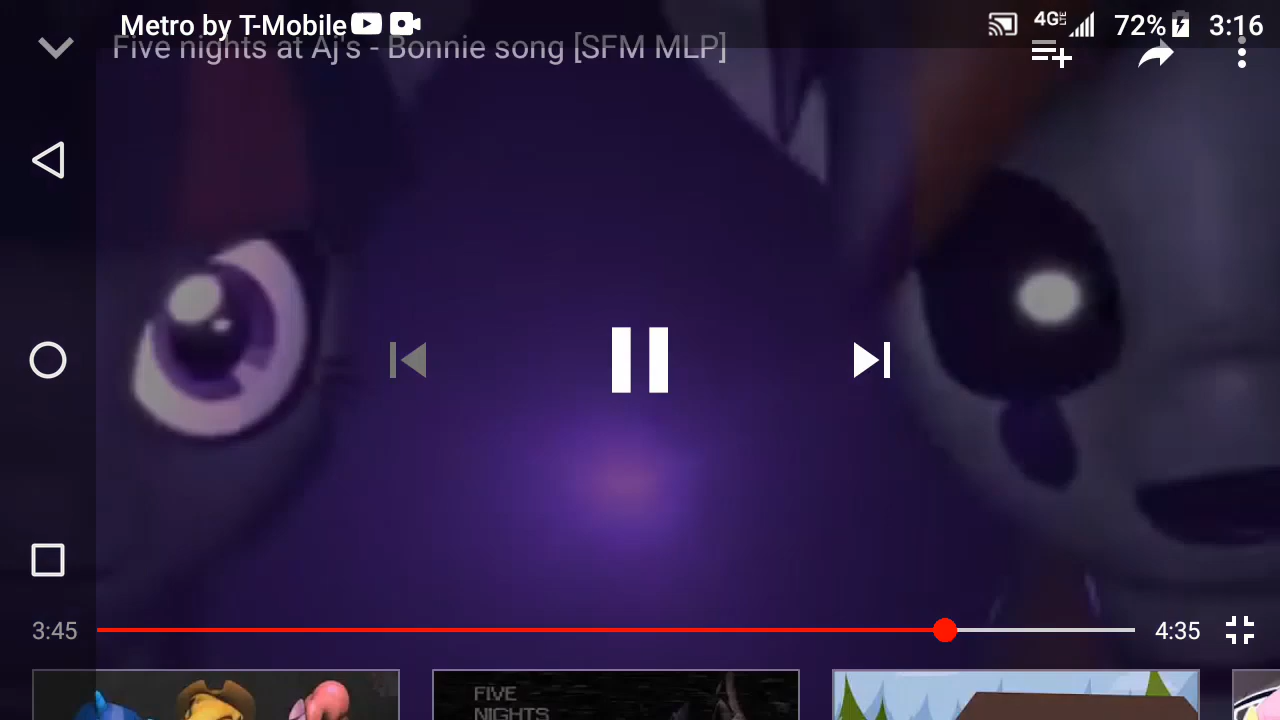 Metro by T-Mobile
4G LTE 72% 3:16
Five nights at Aj's - Bonnie song [SFM MLP]
3:45
4:35
FIVE
NIGHTS